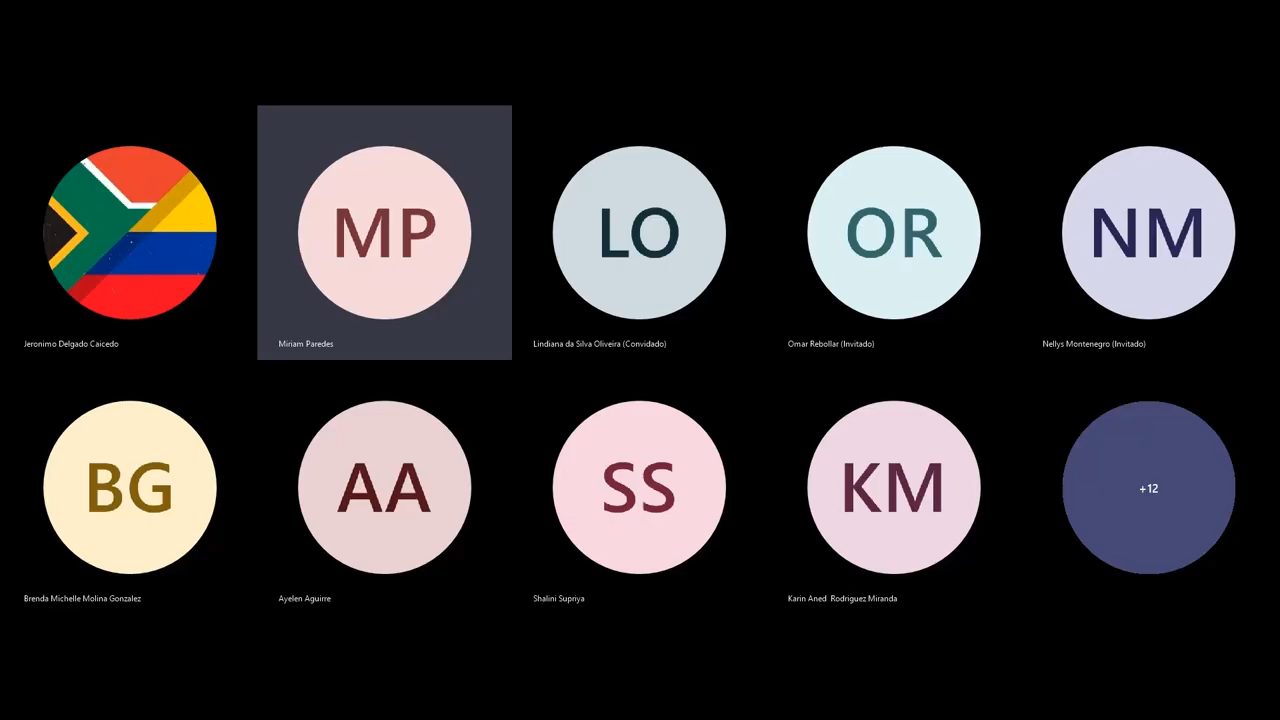 MP
LO
OR
NM
Jeronimo Delgado Caicedo
Miriam Paredes
Lindiana da Silva Oliveira (Convidado)
Omar Rebollar (Invitado)
Nellys Montenegro (Invitado)
BG
AA
SS
KM
+12
Brenda Michelle Molina Gonzalez
Ayelen Aguirre
Shalini Supriya
Karin Aned  Rodriguez Miranda